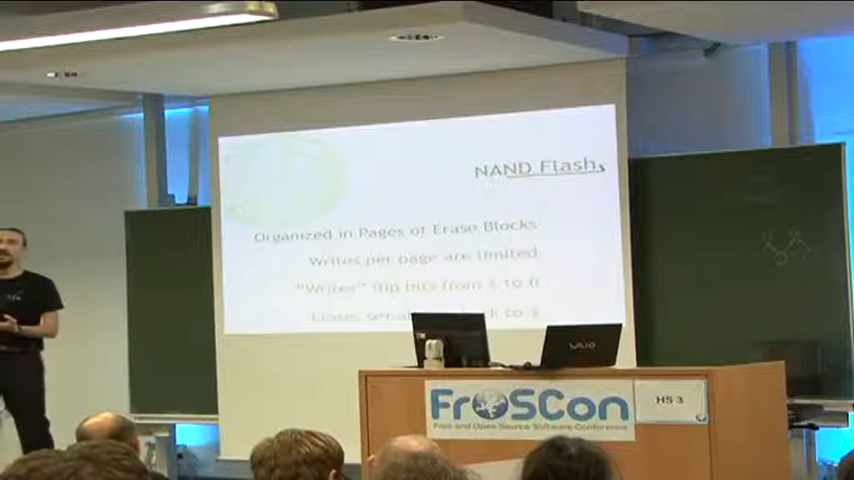 NAND Flash
Organized in Pages of Erase Blocks
Writes per page are limited
"Writes" flip bits from 1 to 0
to
VAIO
FrOSCon
Free and Open Source Software Conference
HS 3